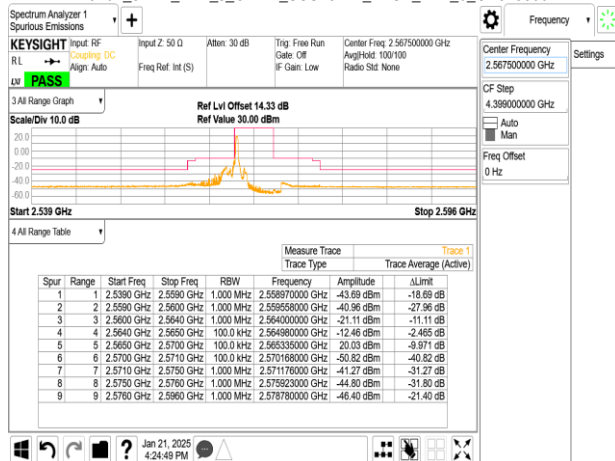 Spectrum Analyzer 1
Spurious Emissions
Frequency
Settings
KEYSIGHT
RL
LXI
PASS
Input: RF
Coupling: DC
Align: Auto
Input Z: 50 Ω
Freq Ref: Int (S)
Atten: 30 dB
Trig: Free Run
Gate: Off
IF Gain: Low
Center Freq: 2.567500000 GHz
Avg|Hold: 100/100
Radio Std: None
Center Frequency
2.567500000 GHz
CF Step
4.399000000 GHz
Auto
Man
Freq Offset
0 Hz
3 All Range Graph
Scale/Div 10.0 dB
Ref Lvl Offset 14.33 dB
Ref Value 30.00 dBm
20.0
0.00
-20.0
-40.0
-60.0
Start 2.539 GHz
Stop 2.596 GHz
4 All Range Table
Measure Trace Trace 1
Trace Type Trace Average (Active)
Spur Range Start Freq Stop Freq RBW Frequency Amplitude ΔLimit
1 1 2.5390 GHz 2.5590 GHz 1.000 MHz 2.558970000 GHz -43.69 dBm -18.69 dB
2 2 2.5590 GHz 2.5600 GHz 1.000 MHz 2.559558000 GHz -40.96 dBm -27.96 dB
3 3 2.5600 GHz 2.5640 GHz 1.000 MHz 2.564000000 GHz -21.11 dBm -11.11 dB
4 4 2.5640 GHz 2.5650 GHz 100.0 kHz 2.564980000 GHz -12.46 dBm -2.465 dB
5 5 2.5650 GHz 2.5700 GHz 100.0 kHz 2.565335000 GHz 20.03 dBm -9.971 dB
6 6 2.5700 GHz 2.5710 GHz 100.0 kHz 2.570168000 GHz -50.82 dBm -40.82 dB
7 7 2.5710 GHz 2.5750 GHz 1.000 MHz 2.571176000 GHz -41.27 dBm -31.27 dB
8 8 2.5750 GHz 2.5760 GHz 1.000 MHz 2.575923000 GHz -44.80 dBm -31.80 dB
9 9 2.5760 GHz 2.5960 GHz 1.000 MHz 2.578780000 GHz -46.40 dBm -21.40 dB
Jan 21, 2025
4:24:49 PM